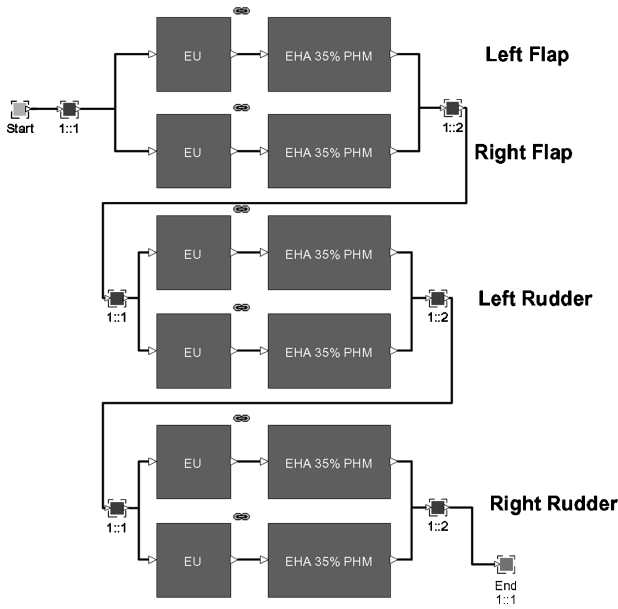 EU
EHA 35% PHM
Left Flap
Start
1::1
1::2
EU
EHA 35% PHM
Right Flap
EU
EHA 35% PHM
1::1
1::2
Left Rudder
EU
EHA 35% PHM
EU
EHA 35% PHM
1::1
1::2
Right Rudder
EU
EHA 35% PHM
End
1::1